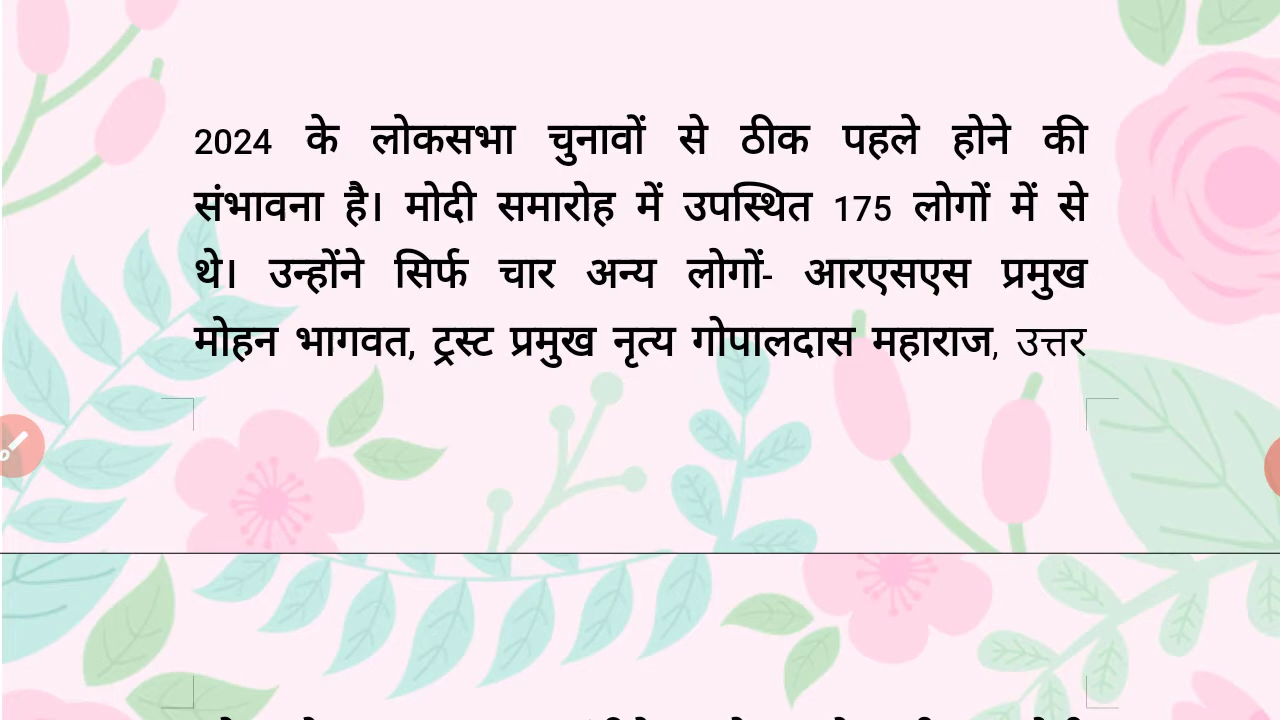 2024 के लोकसभा चुनावों से ठीक पहले होने की
संभावना है। मोदी समारोह में उपस्थित 175 लोगों में से
थे। उन्होंने सिर्फ चार अन्य लोगों- आरएसएस प्रमुख
मोहन भागवत, ट्रस्ट प्रमुख नृत्य गोपालदास महाराज, उत्तर